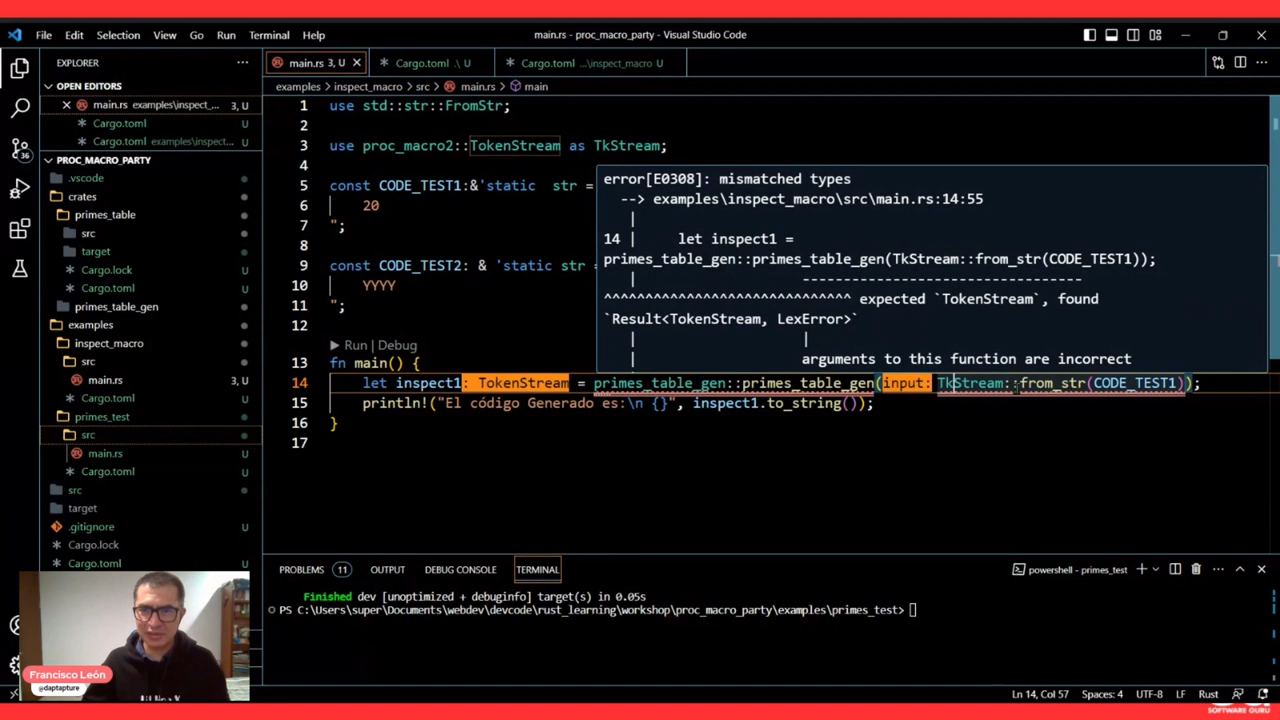 File Edit Selection View Go Run Terminal Help
main.rs - proc_macro_party - Visual Studio Code
EXPLORER
OPEN EDITORS
main.rs examples\inspect_... 3, U
Cargo.toml U
Cargo.toml examples\inspect... U
PROC_MACRO_PARTY
.vscode
crates
primes_table
src
target
Cargo.lock U
Cargo.toml U
primes_table_gen
examples
inspect_macro
src
main.rs 3, U
Cargo.toml U
primes_test
src
main.rs U
Cargo.toml U
src
target
.gitignore U
Cargo.lock
Cargo.toml U
36
main.rs 3, U
Cargo.toml .\ U
Cargo.toml ...\inspect_macro U
examples > inspect_macro > src > main.rs > main
1 use std::str::FromStr;
2
3 use proc_macro2::TokenStream as TkStream;
4
5 const CODE_TEST1:&'static str =
6 20
7 ";
8
9 const CODE_TEST2: & 'static str =
10 YYYY
11 ";
12
Run | Debug
13 fn main() {
14 let inspect1: TokenStream = primes_table_gen::primes_table_gen(input: TkStream::from_str(CODE_TEST1));
15 println!("El código Generado es:\n {}", inspect1.to_string());
16 }
17
error[E0308]: mismatched types
--> examples\inspect_macro\src\main.rs:14:55
|
14 | let inspect1 =
primes_table_gen::primes_table_gen(TkStream::from_str(CODE_TEST1));
| -------------------------------
^^^^^^^^^^^^^^^^^^^^^^^^^^^^^^ expected `TokenStream`, found
`Result<TokenStream, LexError>`
| |
| arguments to this function are incorrect
PROBLEMS 11 OUTPUT DEBUG CONSOLE TERMINAL
powershell - primes_test
Finished dev [unoptimized + debuginfo] target(s) in 0.05s
PS C:\Users\super\Documents\webdev\devcode\rust_learning\workshop\proc_macro_party\examples\primes_test>
Francisco León
@daptapture
Ln 14, Col 57 Spaces: 4 UTF-8 LF Rust
SOFTWARE GURU